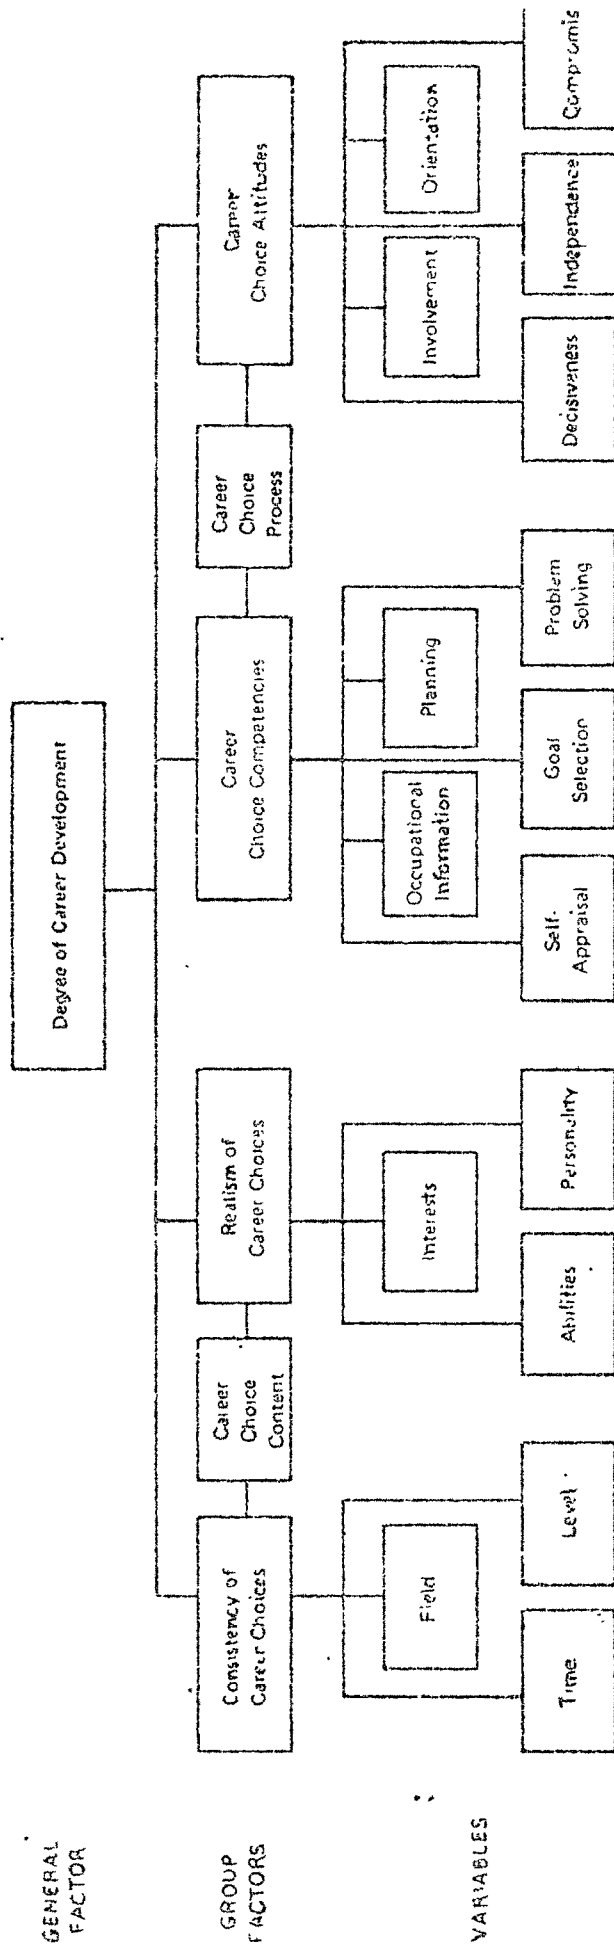 GENERAL
FACTOR
Degree of Career Development
GROUP
FACTORS
Consistency of
Career Choices
Career
Choice
Content
Realism of
Career Choices
Career
Choice Competencies
Career
Choice
Process
Career
Choice Attitudes
VARIABLES
Field
Interests
Occupational
Information
Planning
Involvement
Orientation
Time
Level
Abilities
Personality
Self-
Appraisal
Goal
Selection
Problem
Solving
Decisiveness
Independence
Compromis